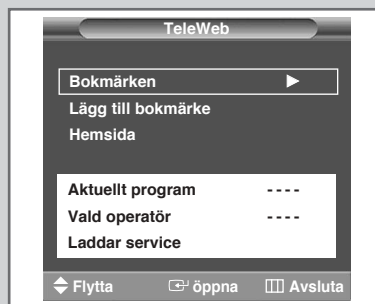 TeleWeb
Bokmärken
Lägg till bokmärke
Hemsida
Aktuellt program ----
Vald operatör ----
Laddar service
Flytta öppna Avsluta